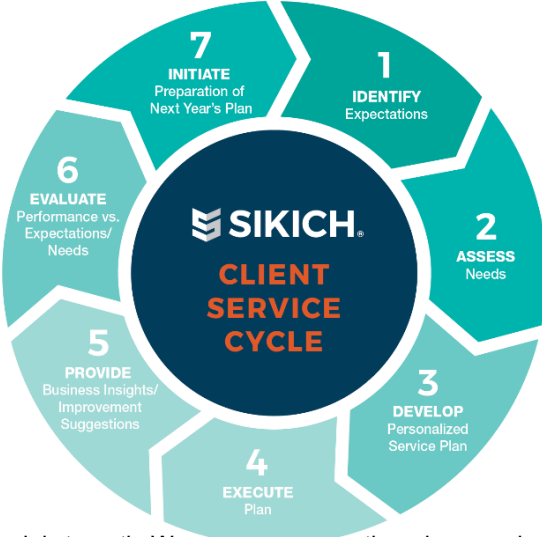 7
INITIATE
Preparation of
Next Year's Plan
1
IDENTIFY
Expectations
6
EVALUATE
Performance vs.
Expectations/
Needs
SIKICH®
CLIENT
SERVICE
CYCLE
2
ASSESS
Needs
5
PROVIDE
Business Insights/
Improvement
Suggestions
3
DEVELOP
Personalized
Service Plan
4
EXECUTE
Plan